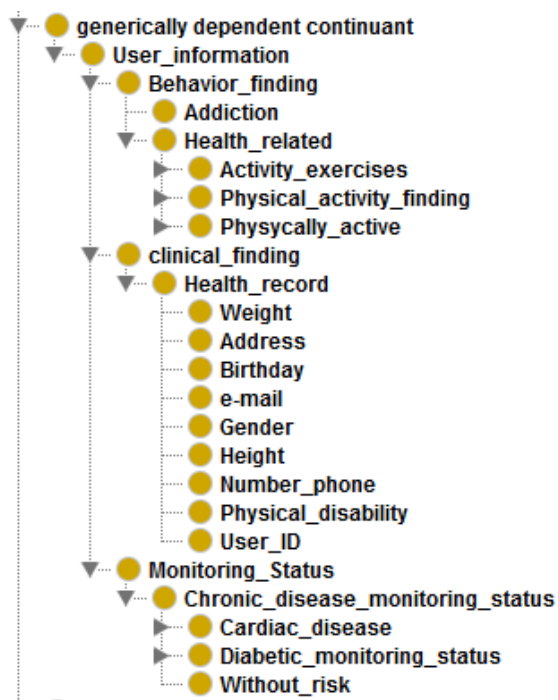 generically dependent continuant
User_information
Behavior_finding
Addiction
Health_related
Activity_exercises
Physical_activity_finding
Physycally_active
clinical_finding
Health_record
Weight
Address
Birthday
e-mail
Gender
Height
Number_phone
Physical_disability
User_ID
Monitoring_Status
Chronic_disease_monitoring_status
Cardiac_disease
Diabetic_monitoring_status
Without_risk